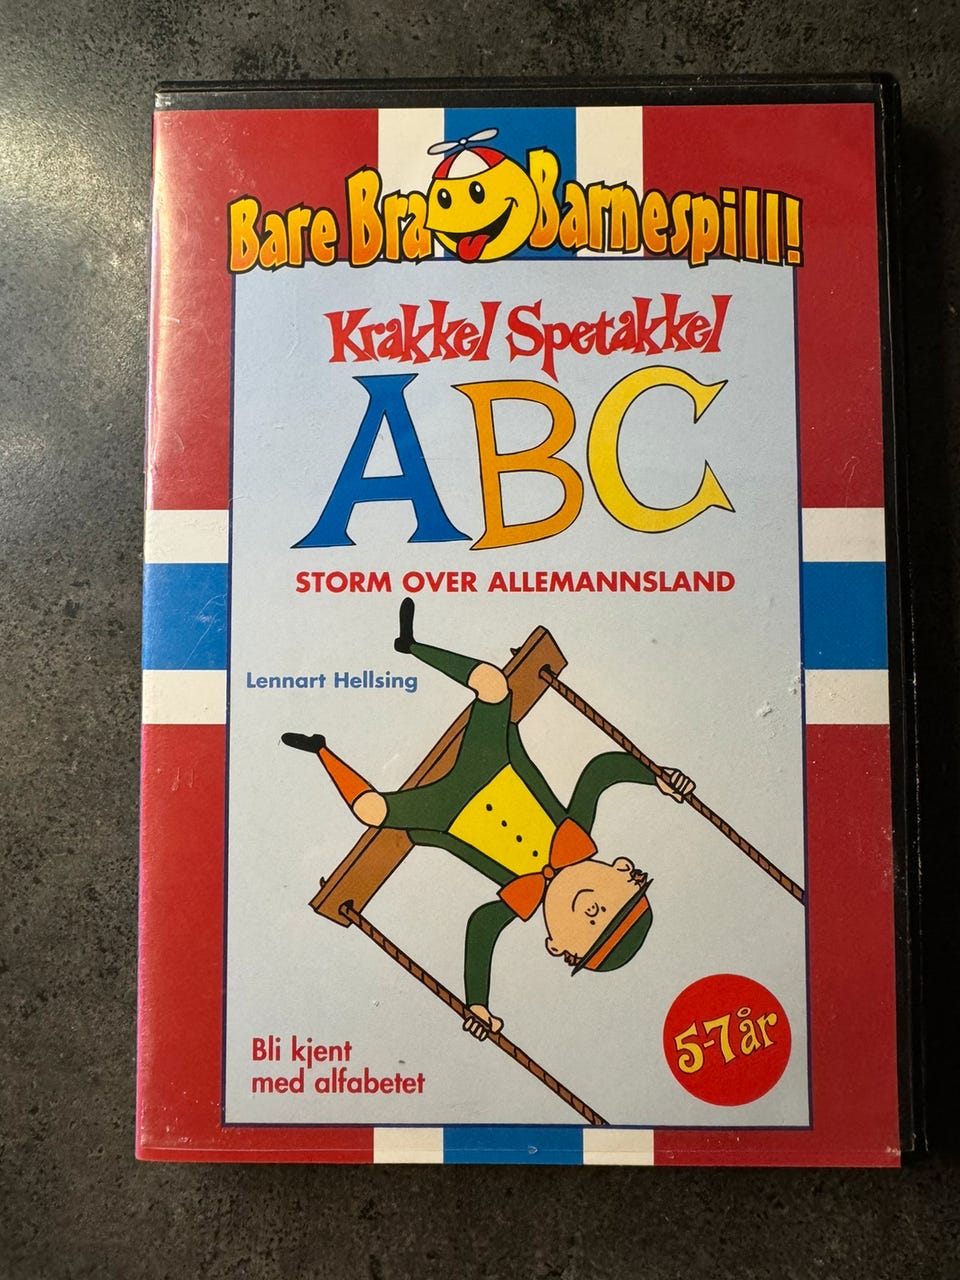 Bare Bra Barnespill!
Krakkel Spetakkel
ABC
STORM OVER ALLEMANNSLAND
Lennart Hellsing
Bli kjent
med alfabetet
5-7 år